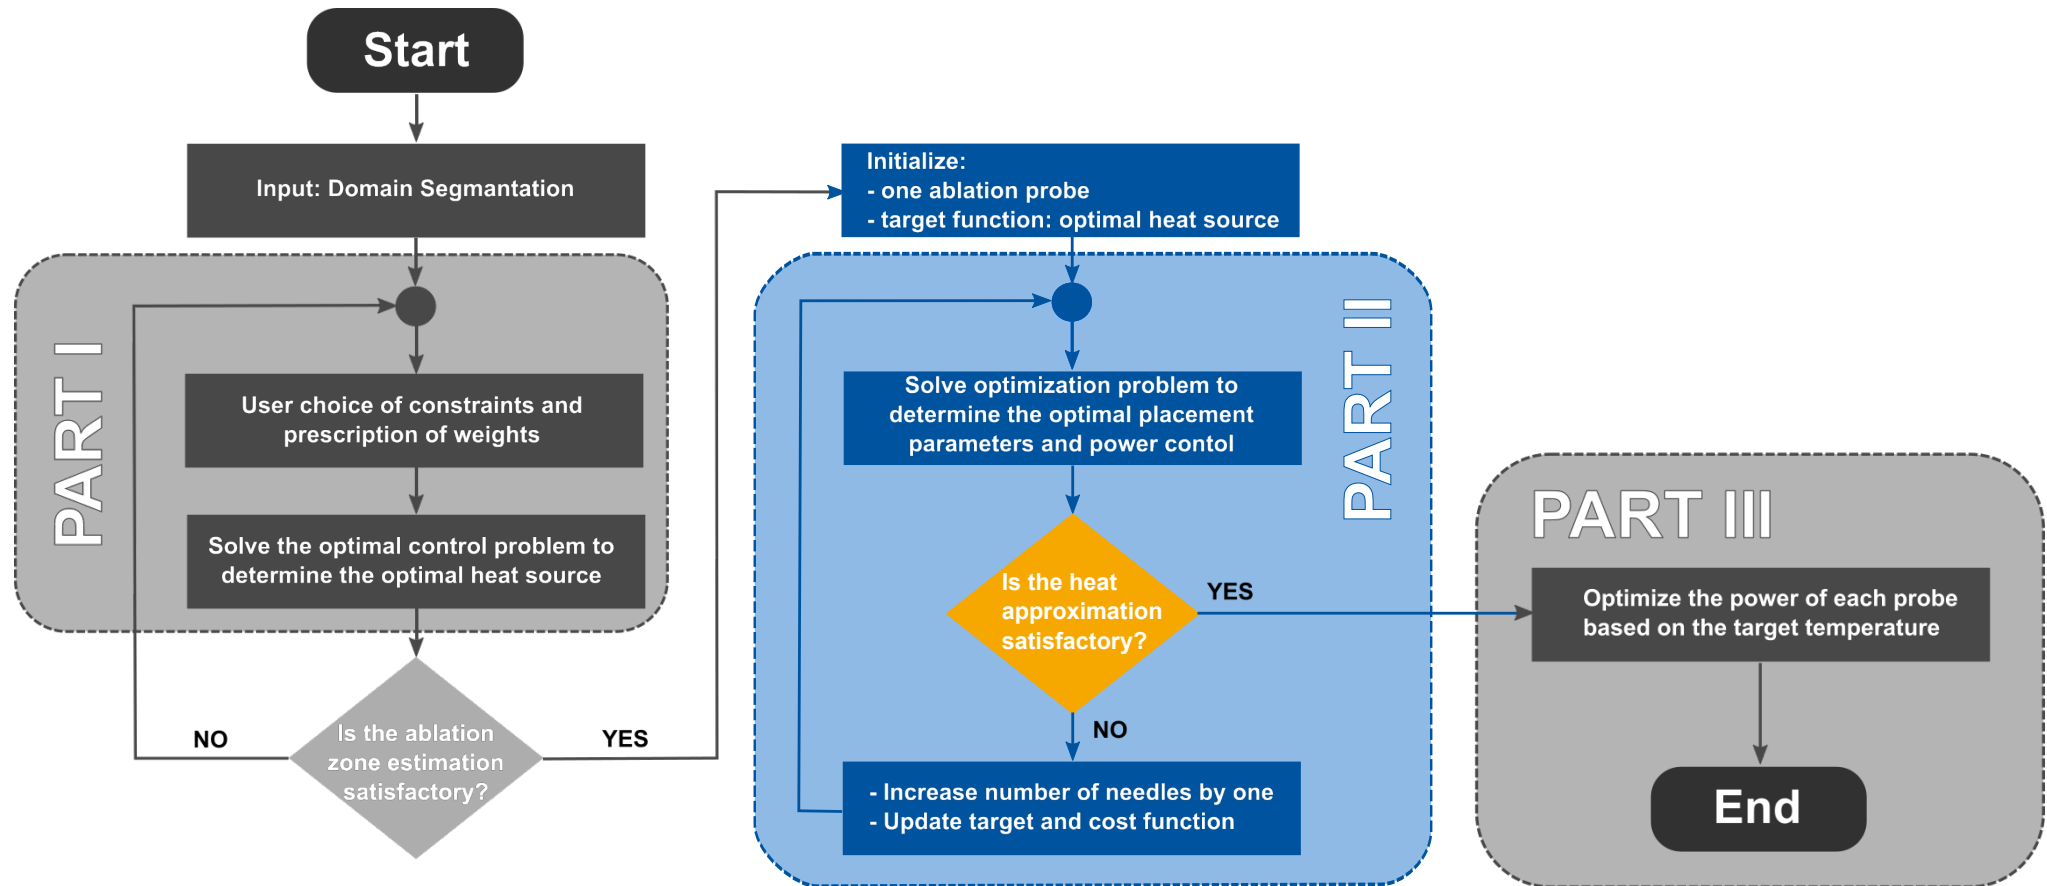 Start
Input: Domain Segmantation
PART I
User choice of constraints and
prescription of weights
Solve the optimal control problem to
determine the optimal heat source
Is the ablation
zone estimation
satisfactory?
NO
YES
Initialize:
- one ablation probe
- target function: optimal heat source
PART II
Solve optimization problem to
determine the optimal placement
parameters and power contol
Is the heat
approximation
satisfactory?
YES
NO
- Increase number of needles by one
- Update target and cost function
PART III
Optimize the power of each probe
based on the target temperature
End